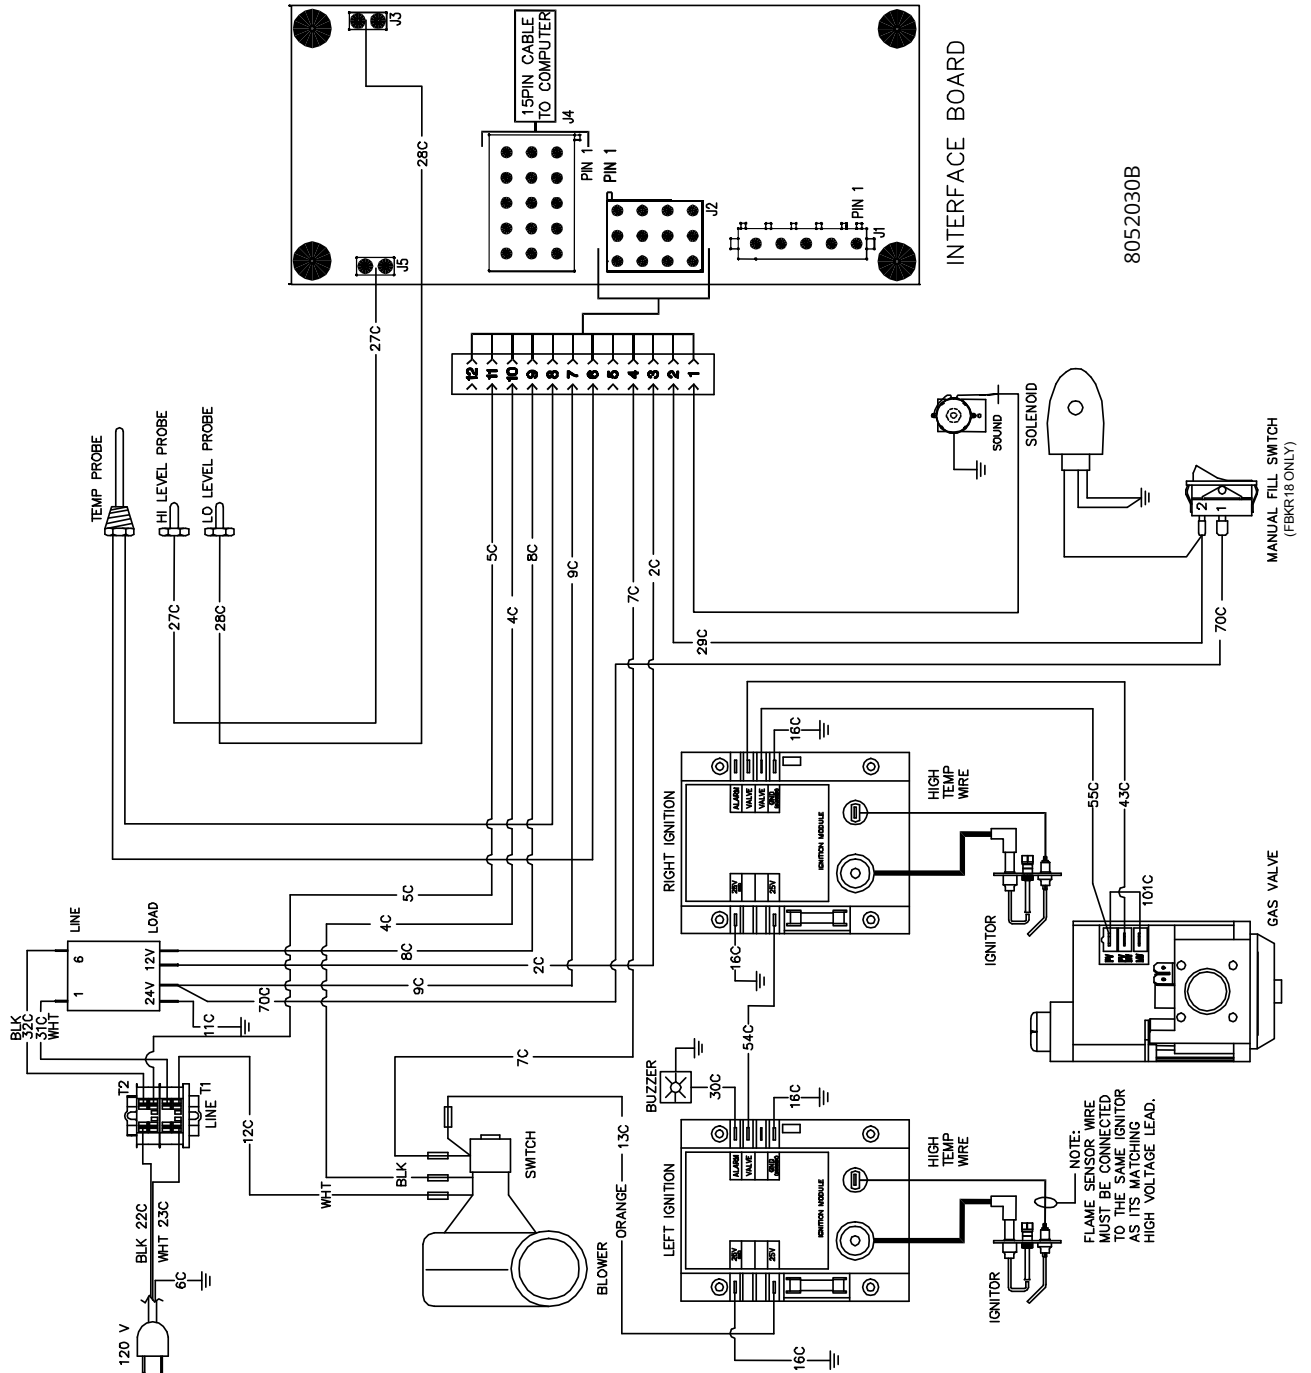 J3
15PIN CABLE
TO COMPUTER
J4
PIN 1
PIN 1
J2
J5
PIN 1
J1
INTERFACE BOARD
8052030B
28C
27C
12
11
10
9
8
7
6
5
4
3
2
1
TEMP PROBE
HI LEVEL PROBE
LO LEVEL PROBE
27C
28C
5C
4C
8C
9C
7C
2C
29C
70C
SOUND
SOLENOID
2
1
MANUAL FILL SWITCH
(FBKR18 ONLY)
LINE
6
1
LOAD
12V
24V
BLK
32C
31C
WHT
5C
4C
8C
2C
9C
70C
11C
T2
T1
LINE
12C
7C
BLK 22C
WHT 23C
6C
120 V
WHT
BLK
SWITCH
BLOWER
ORANGE
13C
BUZZER
30C
54C
16C
RIGHT IGNITION
ALARM
VALVE
VALVE
GND
IGNITION MODULE
25V
25V
16C
16C
HIGH
TEMP
WIRE
IGNITOR
55C
43C
101C
GAS VALVE
LEFT IGNITION
ALARM
VALVE
GND
IGNITION MODULE
25V
16C
HIGH
TEMP
WIRE
IGNITOR
NOTE:
FLAME SENSOR WIRE
MUST BE CONNECTED
TO THE SAME IGNITOR
AS ITS MATCHING
HIGH VOLTAGE LEAD.